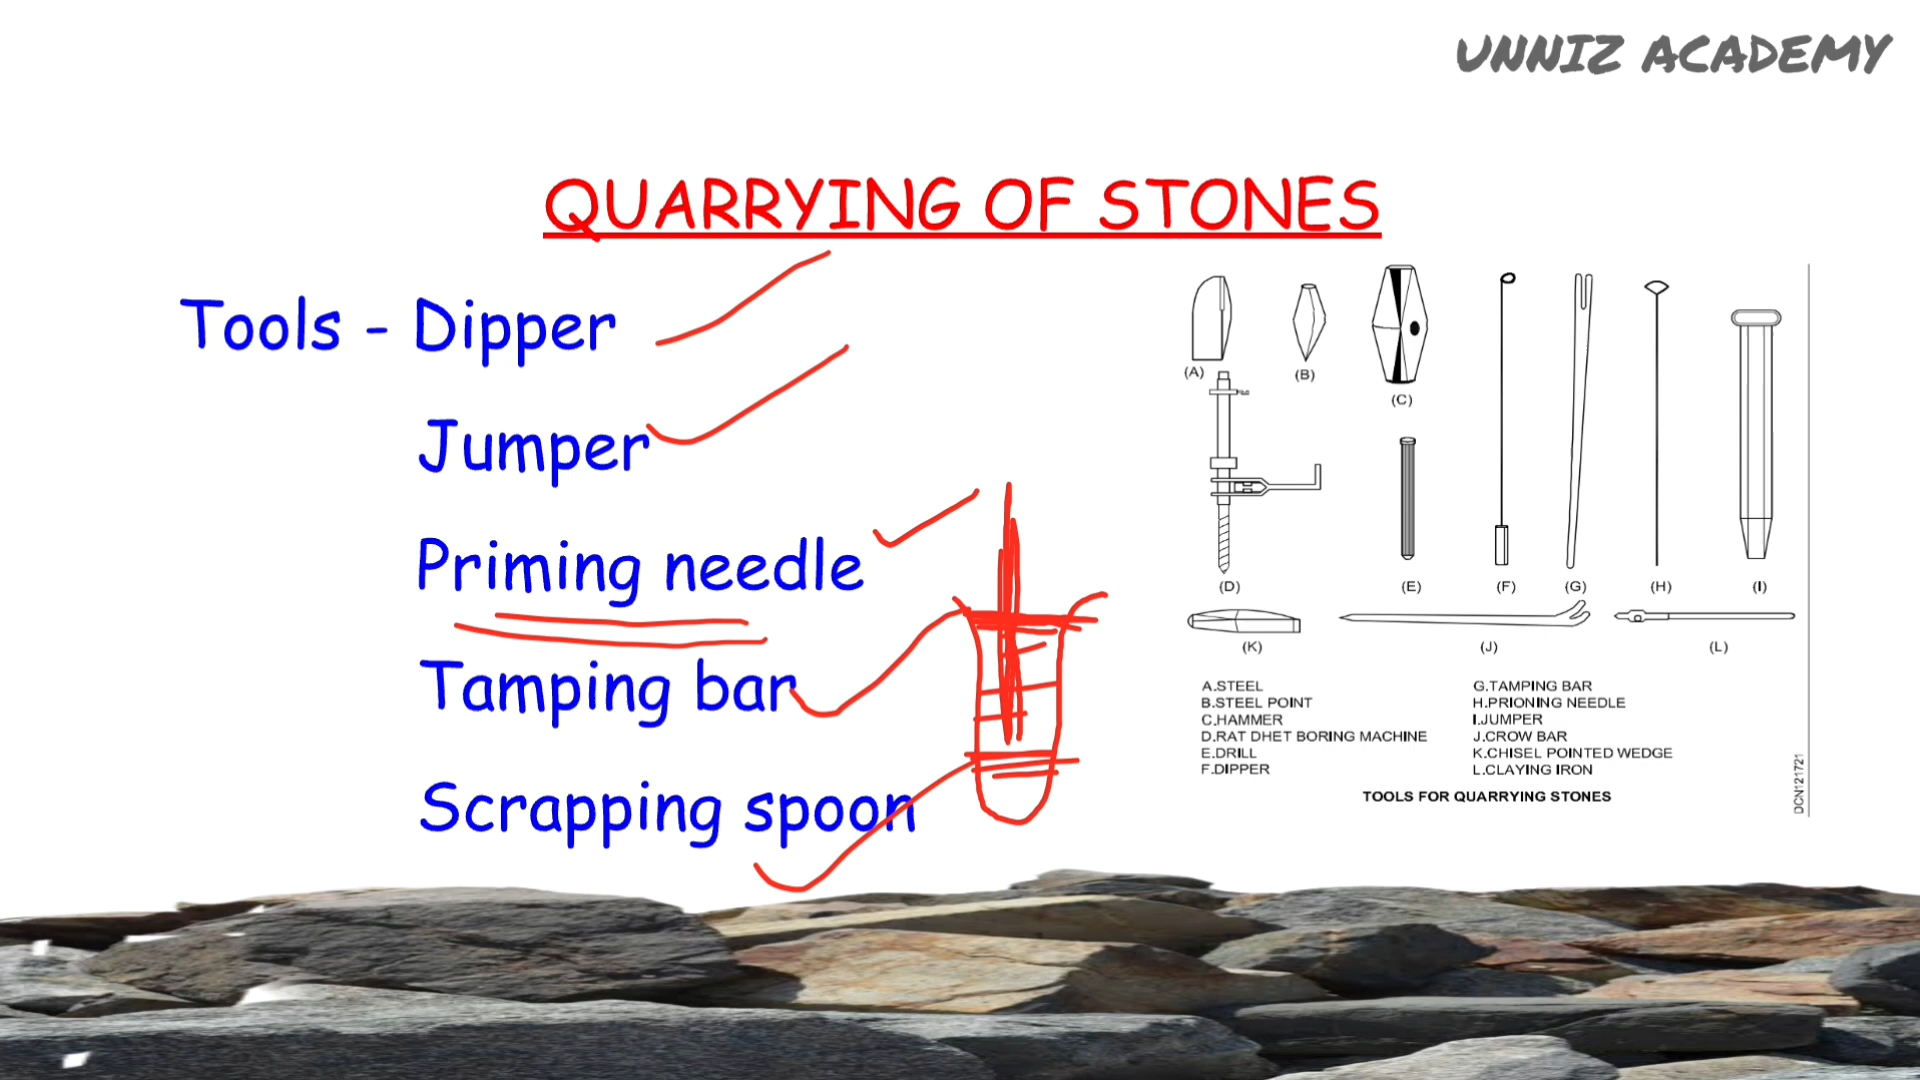 UNNIZ ACADEMY
QUARRYING OF STONES
Tools - Dipper
Jumper
Priming needle
Tamping bar
Scrapping spoon
(A)
(B)
(C)
(D)
(E)
(F)
(G)
(H)
(I)
(K)
(J)
(L)
A.STEEL
B.STEEL POINT
C.HAMMER
D.RAT DHET BORING MACHINE
E.DRILL
F.DIPPER
G.TAMPING BAR
H.PRIONING NEEDLE
I.JUMPER
J.CROW BAR
K.CHISEL POINTED WEDGE
L.CLAYING IRON
TOOLS FOR QUARRYING STONES
DCN121721